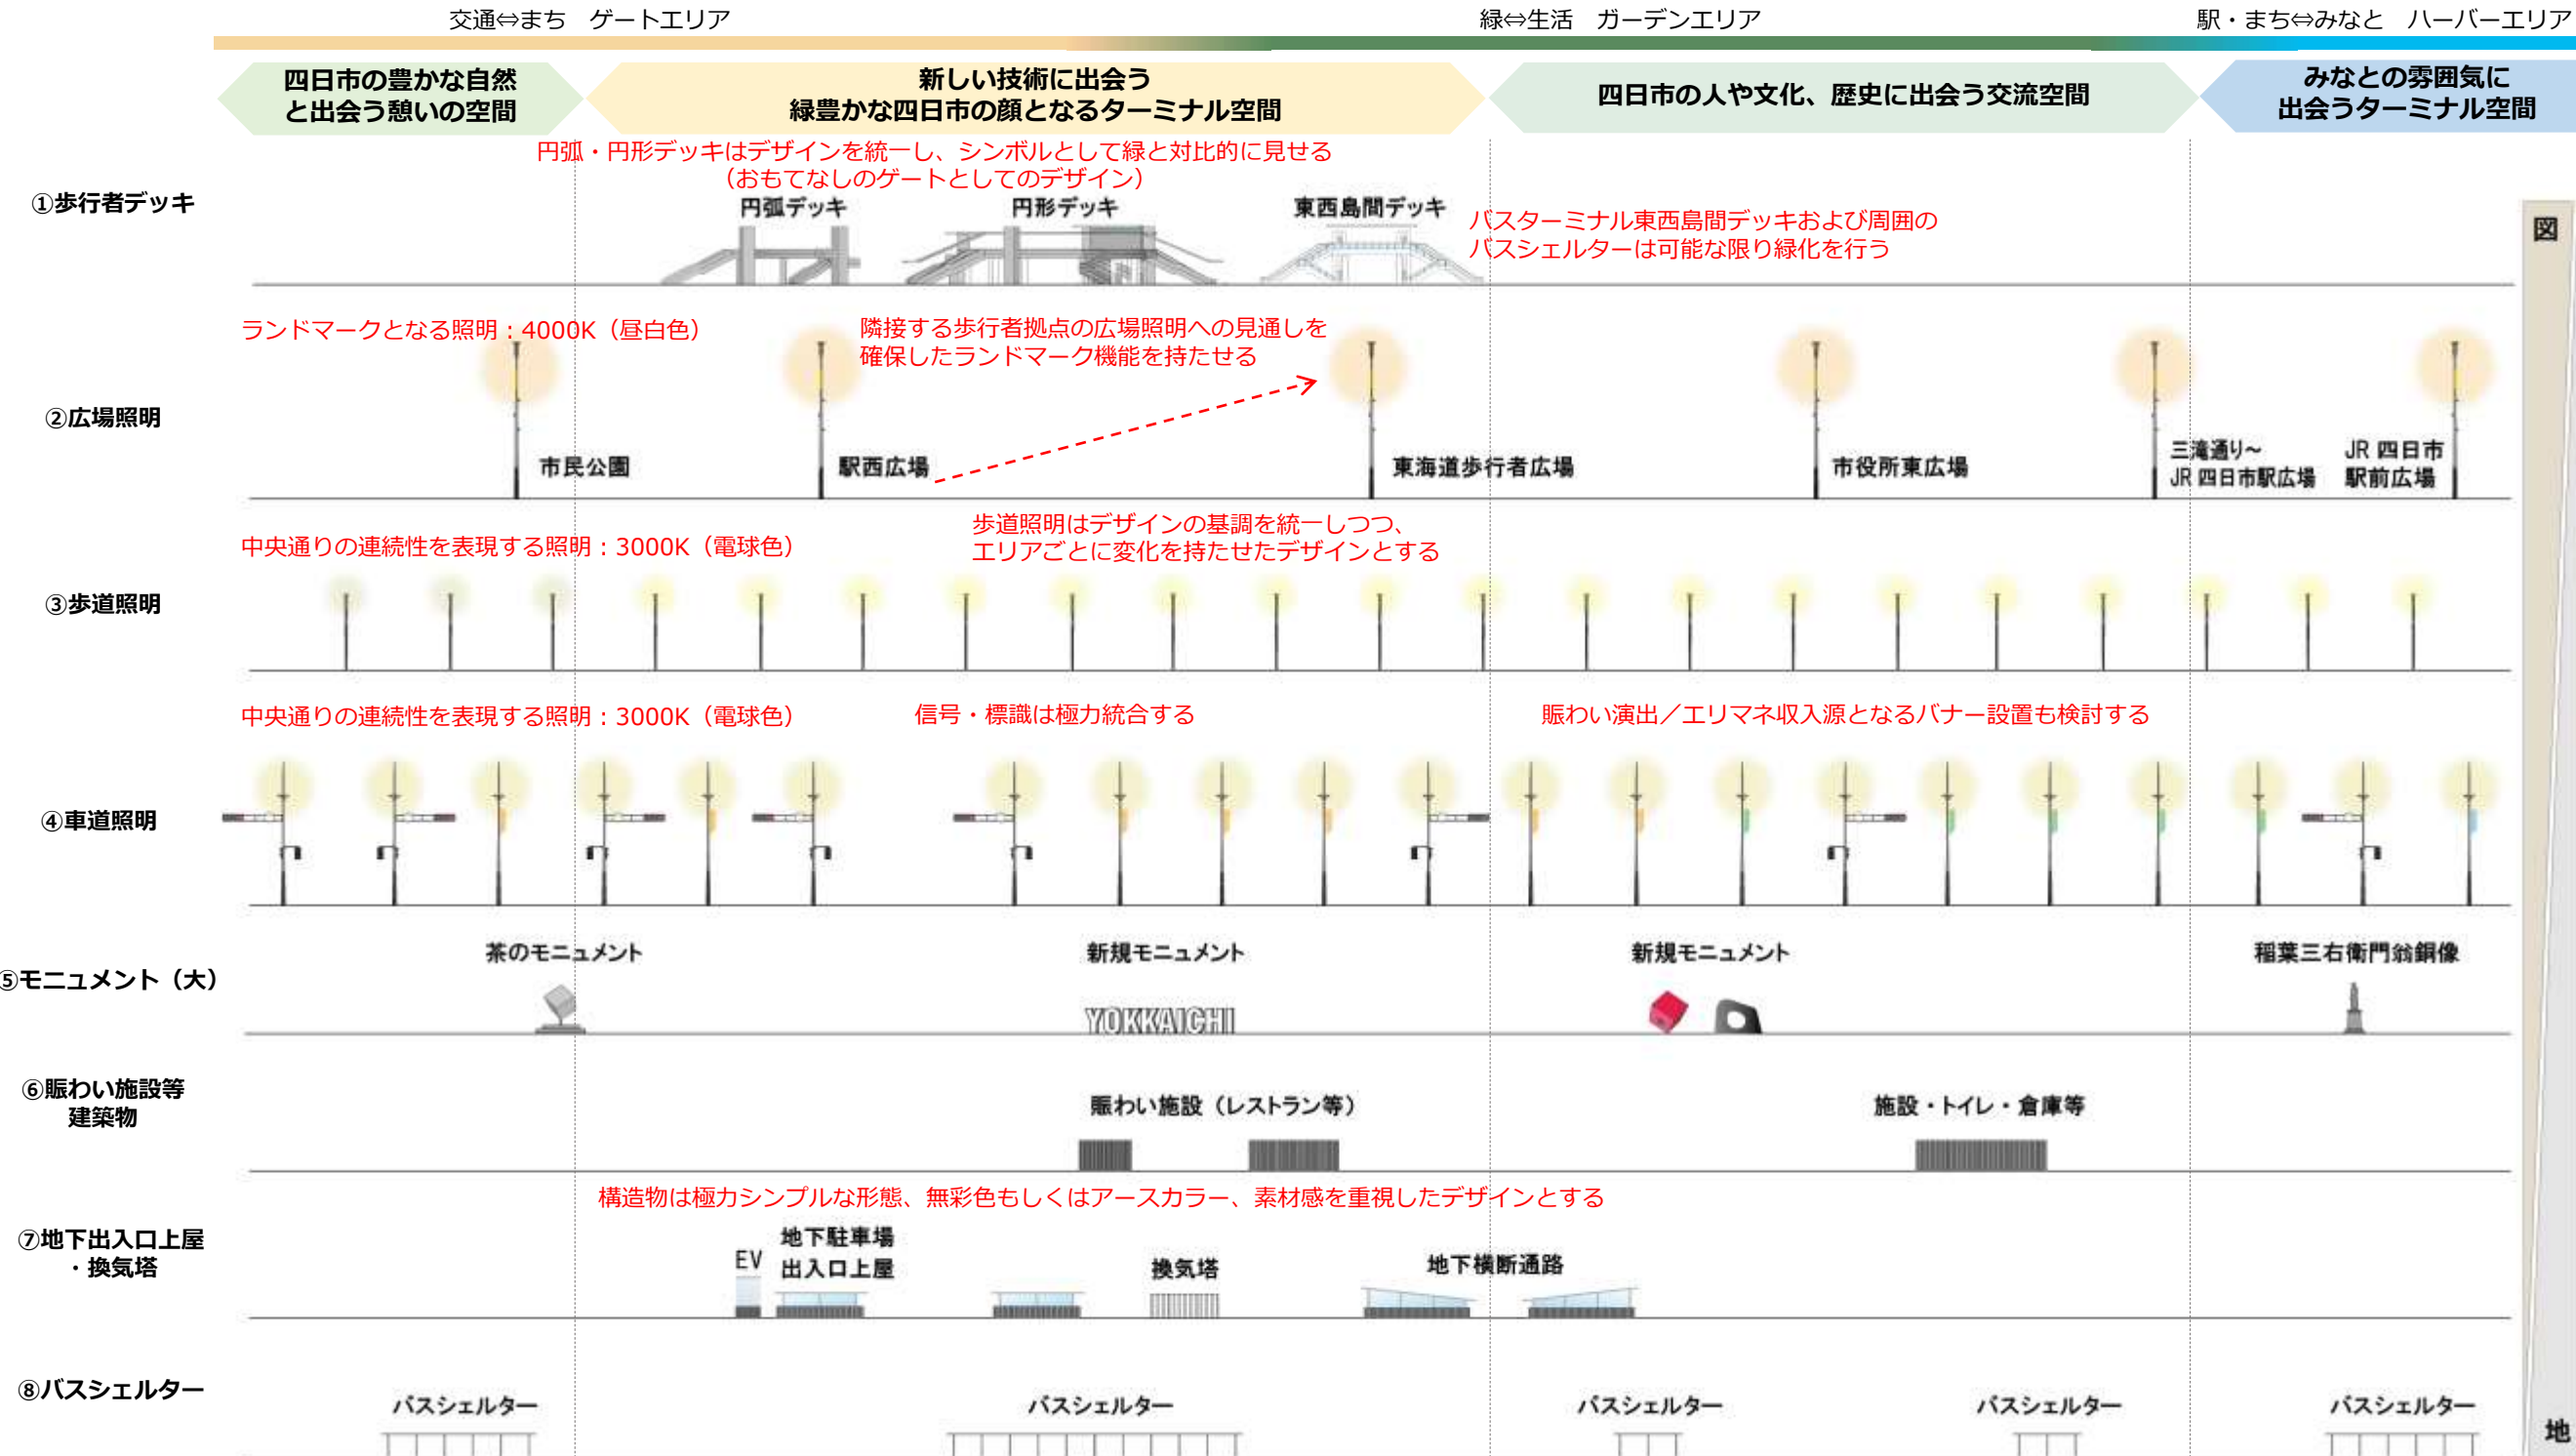 交通⇔まち　ゲートエリア
緑⇔生活　ガーデンエリア
駅・まち⇔みなと　ハーバーエリア
四日市の豊かな自然
と出会う憩いの空間
新しい技術に出会う
緑豊かな四日市の顔となるターミナル空間
四日市の人や文化、歴史に出会う交流空間
みなとの雰囲気に
出会うターミナル空間
円弧・円形デッキはデザインを統一し、シンボルとして緑と対比的に見せる
（おもてなしのゲートとしてのデザイン）
①歩行者デッキ
円弧デッキ
円形デッキ
東西島間デッキ
バスターミナル東西島間デッキおよび周囲の
バスシェルターは可能な限り緑化を行う
図
ランドマークとなる照明：4000K（昼白色）
隣接する歩行者拠点の広場照明への見通しを
確保したランドマーク機能を持たせる
②広場照明
市民公園
駅西広場
東海道歩行者広場
市役所東広場
三滝通り～
JR 四日市駅広場
JR 四日市
駅前広場
中央通りの連続性を表現する照明：3000K（電球色）
歩道照明はデザインの基調を統一しつつ、
エリアごとに変化を持たせたデザインとする
③歩道照明
中央通りの連続性を表現する照明：3000K（電球色）
信号・標識は極力統合する
賑わい演出／エリマネ収入源となるバナー設置も検討する
④車道照明
⑤モニュメント（大）
茶のモニュメント
新規モニュメント
新規モニュメント
稲葉三右衛門翁銅像
YOKKAICHI
⑥賑わい施設等
建築物
賑わい施設（レストラン等）
施設・トイレ・倉庫等
構造物は極力シンプルな形態、無彩色もしくはアースカラー、素材感を重視したデザインとする
⑦地下出入口上屋
・換気塔
EV
地下駐車場
出入口上屋
換気塔
地下横断通路
⑧バスシェルター
バスシェルター
バスシェルター
バスシェルター
バスシェルター
バスシェルター
地